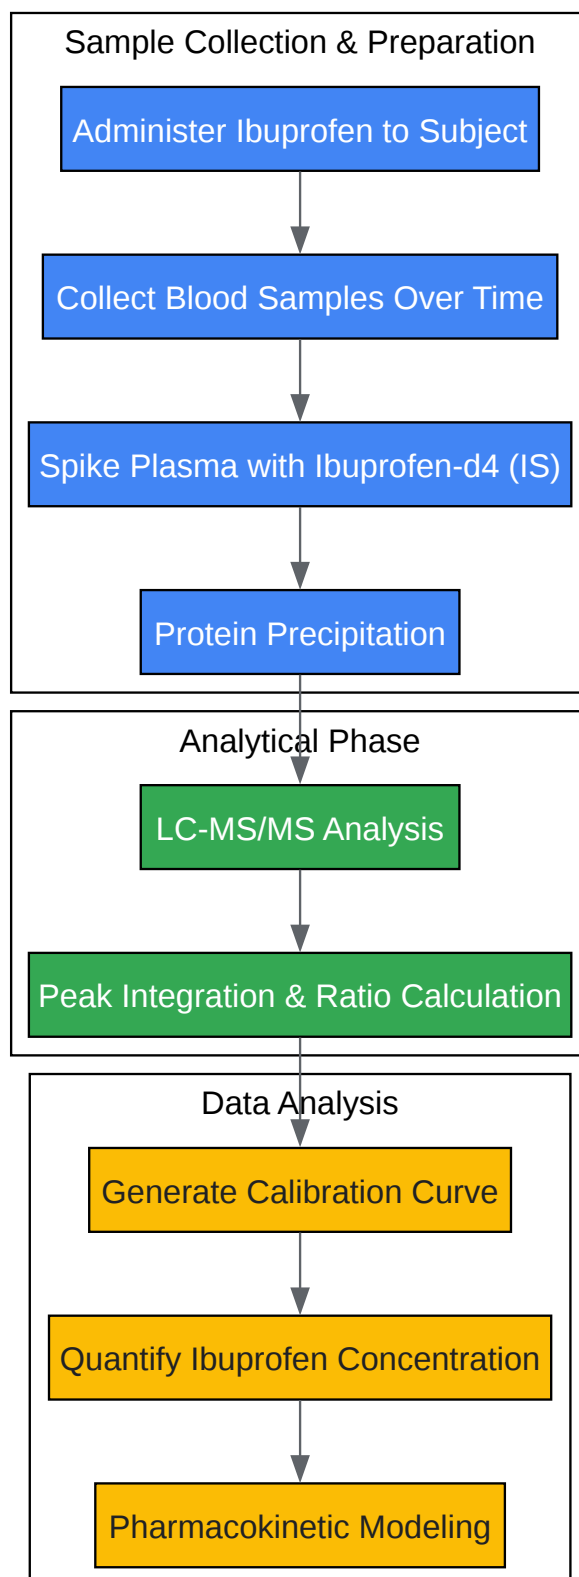 Sample Collection & Preparation
Administer Ibuprofen to Subject
Collect Blood Samples Over Time
Spike Plasma with Ibuprofen-d4 (IS)
Protein Precipitation
Analytical Phase
LC-MS/MS Analysis
Peak Integration & Ratio Calculation
Data Analysis
Generate Calibration Curve
Quantify Ibuprofen Concentration
Pharmacokinetic Modeling